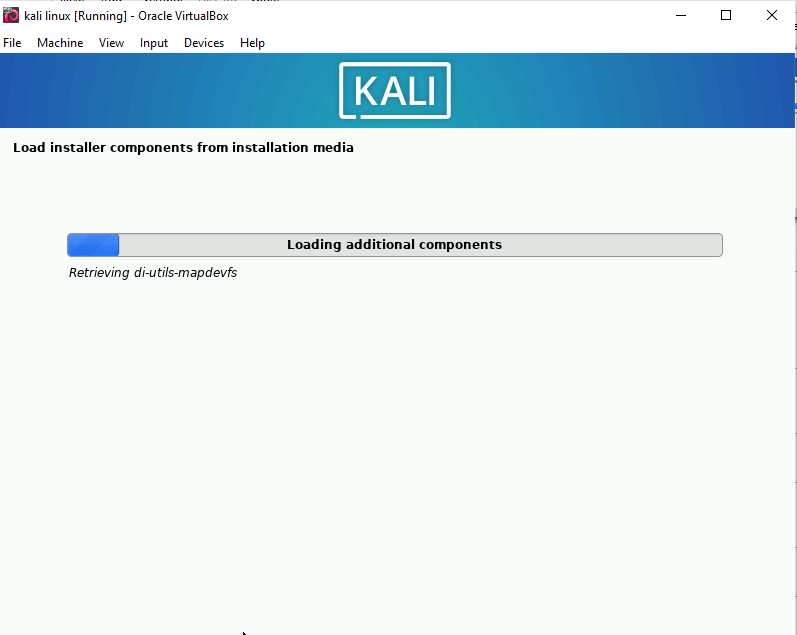 kali linux [Running] - Oracle VirtualBox
File Machine View Input Devices Help
KALI
Load installer components from installation media
Loading additional components
Retrieving di-utils-mapdevfs